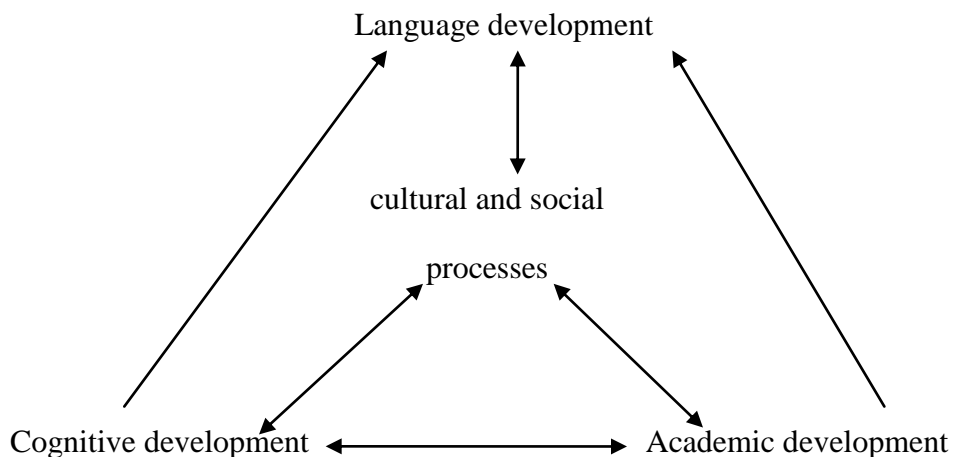 Language development
cultural and social
processes
Cognitive development
Academic development